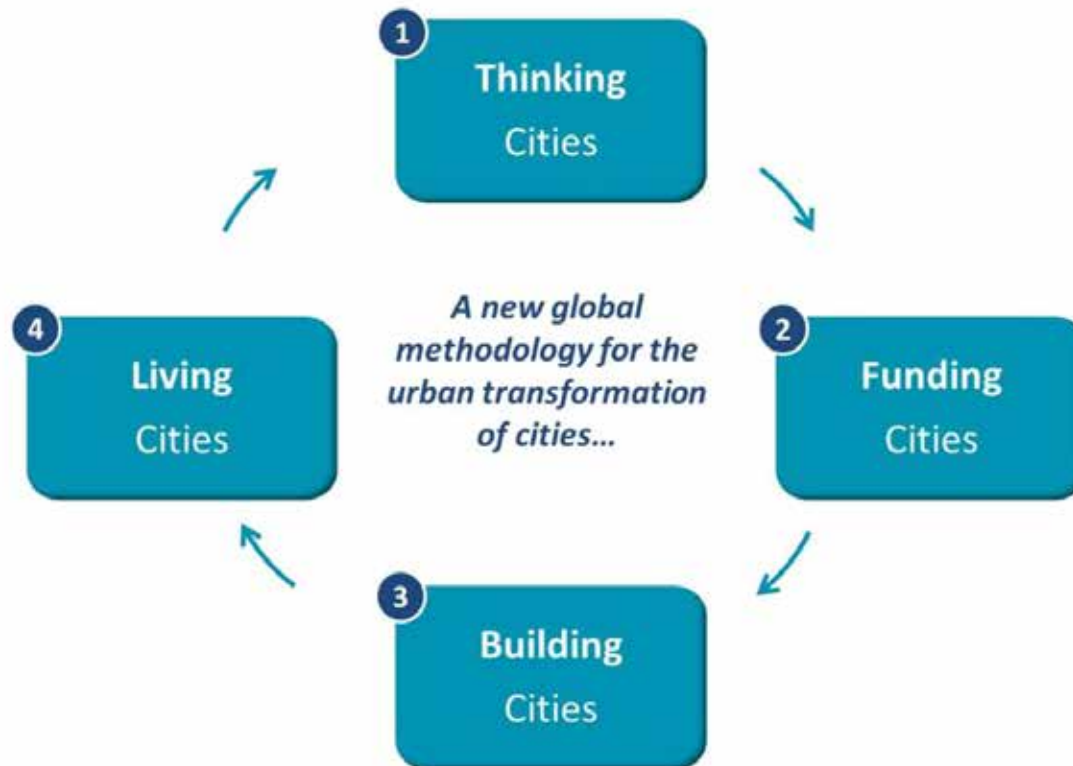 1
Thinking
Cities
2
Funding
Cities
3
Building
Cities
4
Living
Cities
A new global
methodology for the
urban transformation
of cities...